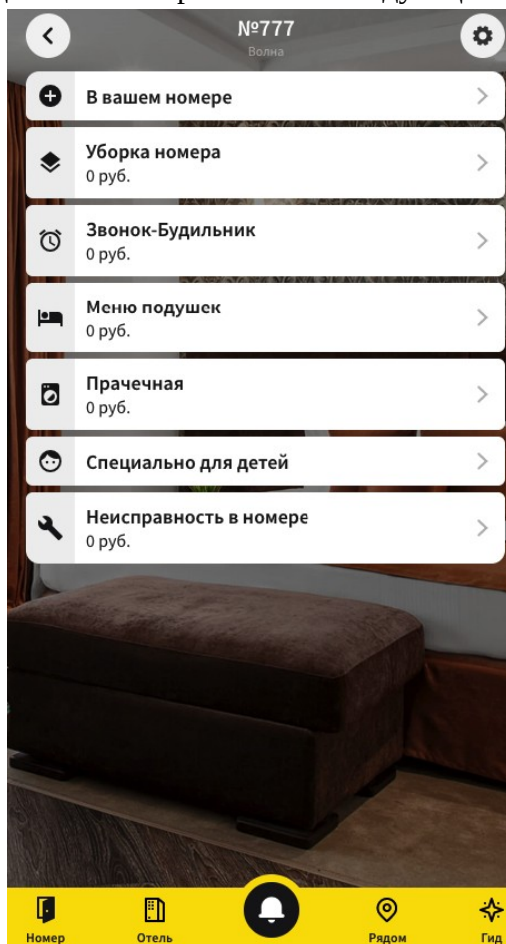 №777
Волна
В вашем номере
Уборка номера
0 руб.
Звонок-Будильник
0 руб.
Меню подушек
0 руб.
Прачечная
0 руб.
Специально для детей
Неисправность в номере
0 руб.
Номер
Отель
Рядом
Гид